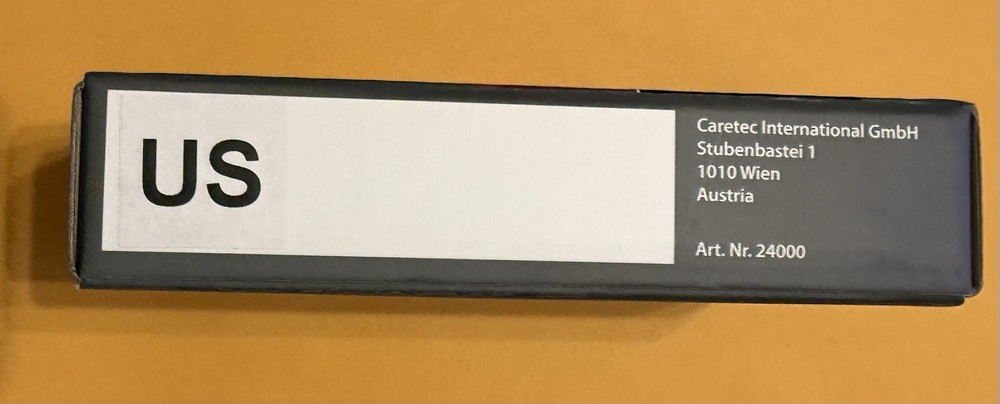 US
Caretec International GmbH
Stubenbastei 1
1010 Wien
Austria
Art. Nr. 24000